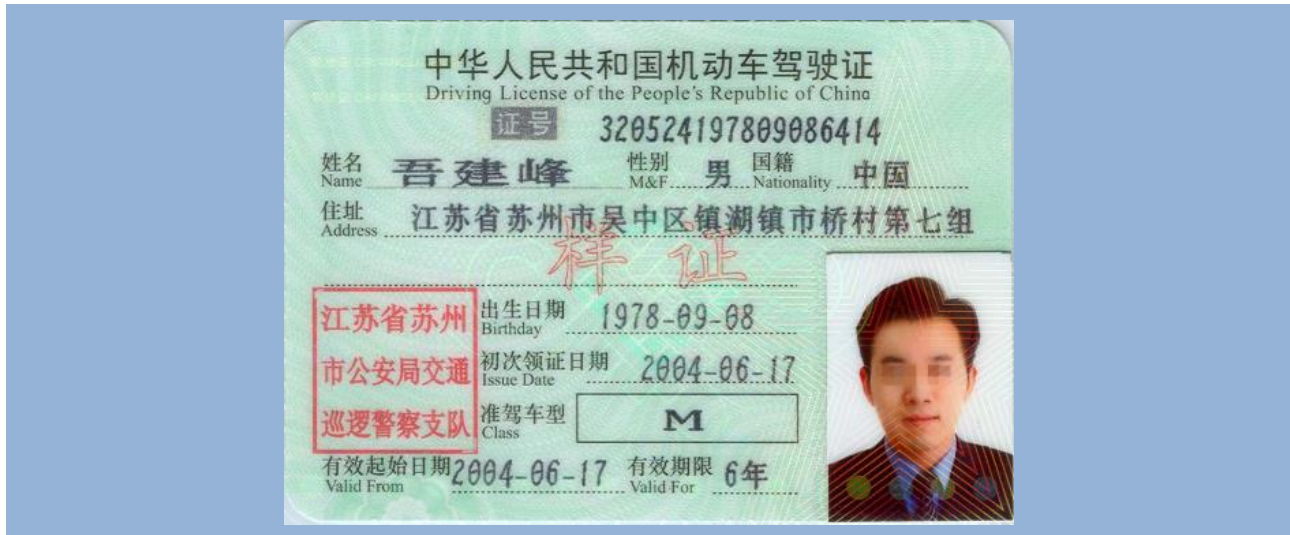 中华人民共和国机动车驾驶证
Driving License of the People's Republic of China
证号 320524197809086414
姓名 吾建峰 性别 男 国籍 中国
Name M&F Nationality
住址 江苏省苏州市吴中区镇湖镇市桥村第七组
Address
样证
江苏省苏州
市公安局交通
巡逻警察支队
出生日期 1978-09-08
Birthday
初次领证日期 2004-06-17
Issue Date
准驾车型 M
Class
有效起始日期 2004-06-17 有效期限 6年
Valid From Valid For